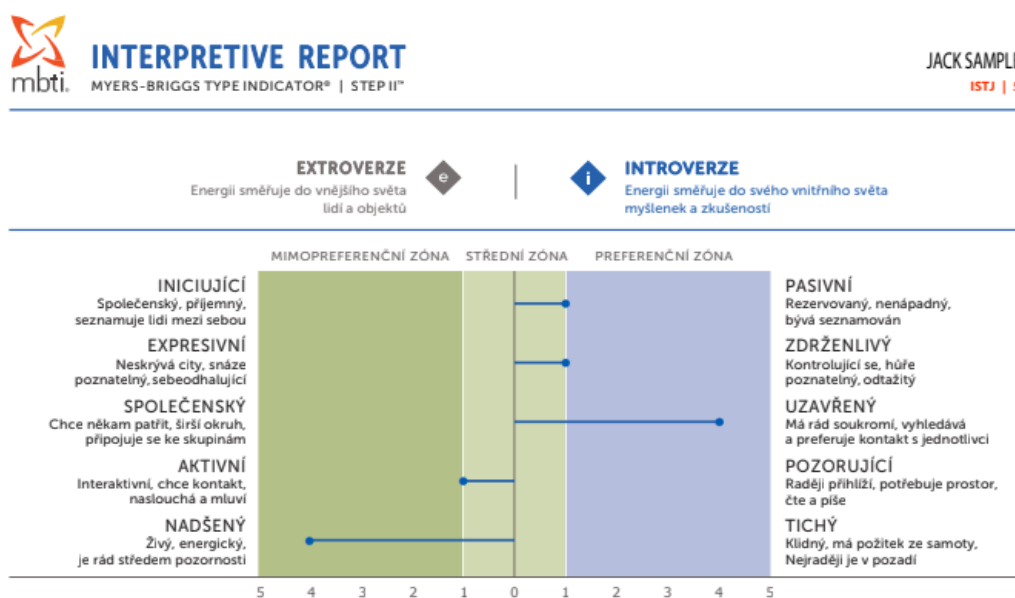 mbti.
INTERPRETIVE REPORT
MYERS-BRIGGS TYPE INDICATOR® | STEP II™
JACK SAMPLE
ISTJ |
EXTROVERZE
Energii směřuje do vnějšího světa
lidí a objektů
e
i
INTROVERZE
Energii směřuje do svého vnitřního světa
myšlenek a zkušeností
MIMOPREFERENČNÍ ZÓNA STŘEDNÍ ZÓNA PREFERENČNÍ ZÓNA
INICIUJÍCÍ
Společenský, příjemný,
seznamuje lidi mezi sebou
PASIVNÍ
Rezervovaný, nenápadný,
bývá seznamován
EXPRESIVNÍ
Neskrývá city, snáze
poznatelný, sebeodhalující
ZDRŽENLIVÝ
Kontrolující se, hůře
poznatelný, odtažitý
SPOLEČENSKÝ
Chce někam patřit, širší okruh,
připojuje se ke skupinám
UZAVŘENÝ
Má rád soukromí, vyhledává
a preferuje kontakt s jednotlivci
AKTIVNÍ
Interaktivní, chce kontakt,
naslouchá a mluví
POZORUJÍCÍ
Raději přihlíží, potřebuje prostor,
čte a píše
NADŠENÝ
Živý, energický,
je rád středem pozornosti
TICHÝ
Klidný, má požitek ze samoty,
Nejraději je v pozadí
5 4 3 2 1 0 1 2 3 4 5